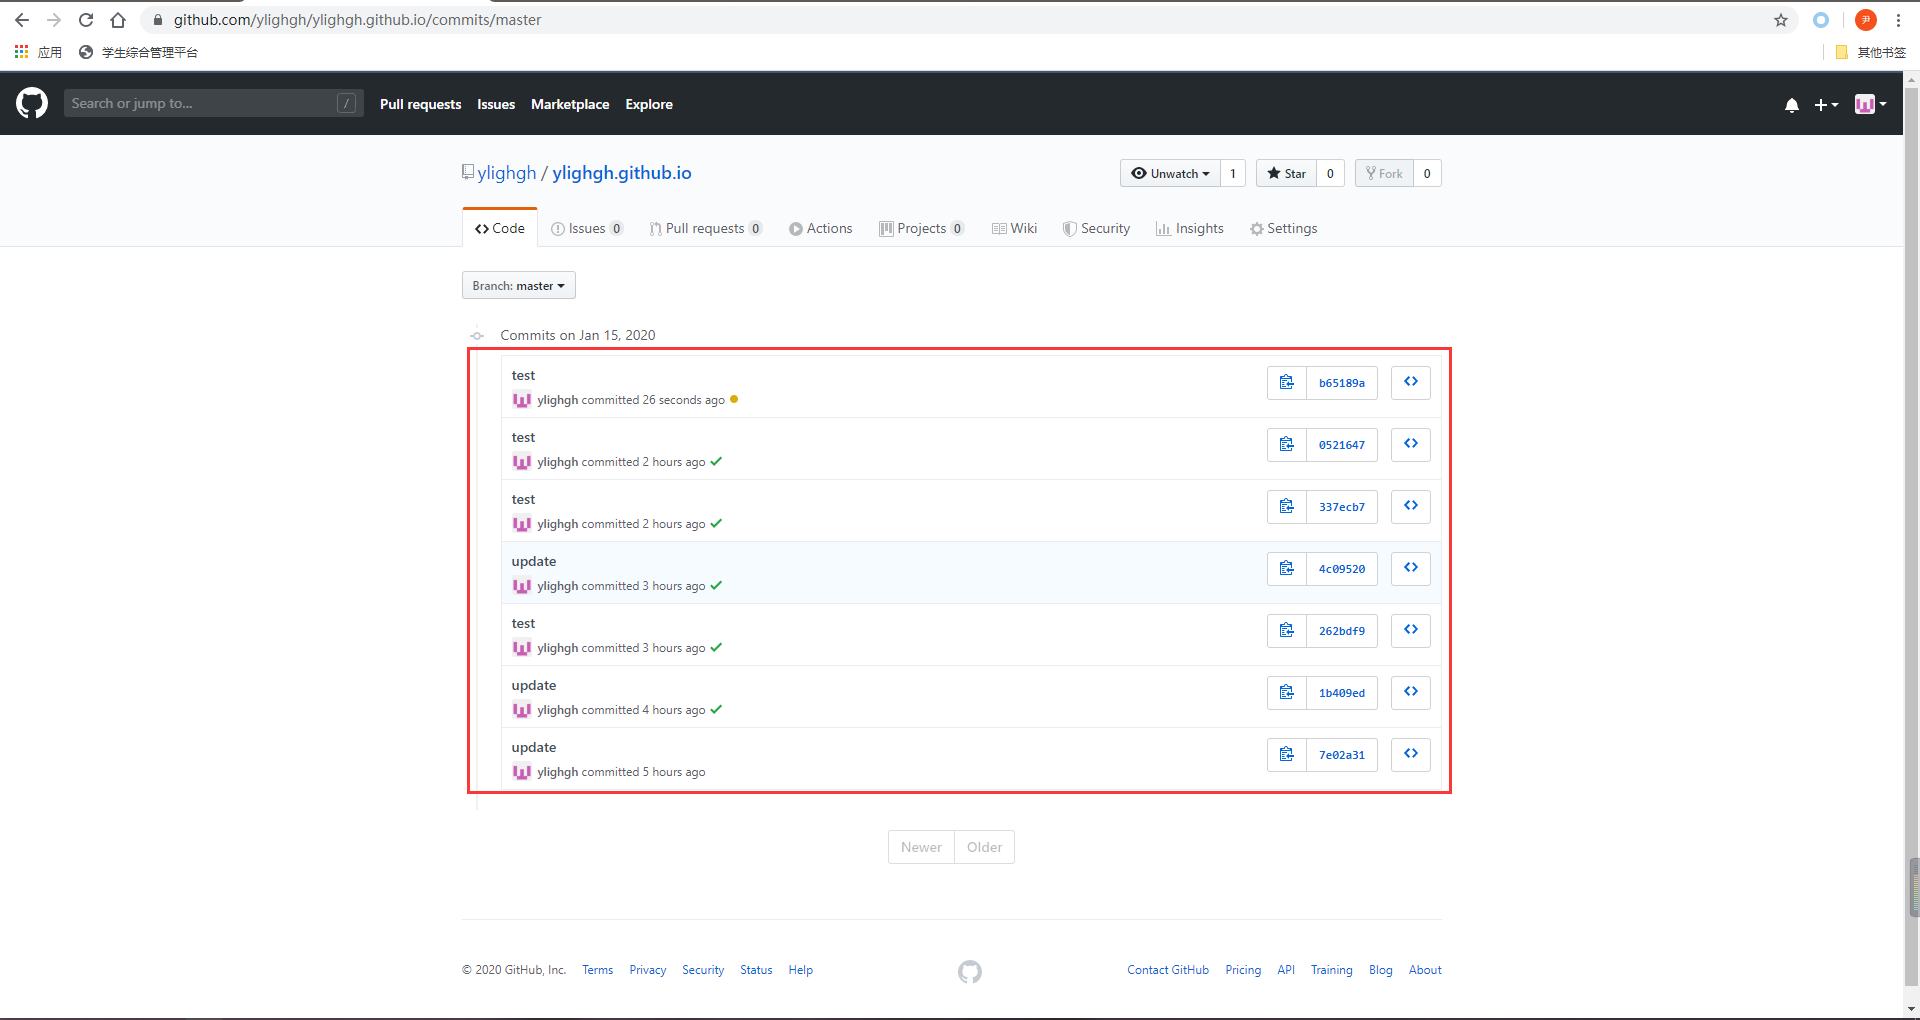 github.com/ylighgh/ylighgh.github.io/commits/master
尹
应用 学生综合管理平台 其他书签
Search or jump to... / Pull requests Issues Marketplace Explore
ylighgh / ylighgh.github.io Unwatch 1 Star 0 Fork 0
Code Issues 0 Pull requests 0 Actions Projects 0 Wiki Security Insights Settings
Branch: master
Commits on Jan 15, 2020
test
ylighgh committed 26 seconds ago b65189a
test
ylighgh committed 2 hours ago 0521647
test
ylighgh committed 2 hours ago 337ecb7
update
ylighgh committed 3 hours ago 4c09520
test
ylighgh committed 3 hours ago 262bdf9
update
ylighgh committed 4 hours ago 1b409ed
update
ylighgh committed 5 hours ago 7e02a31
Newer Older
© 2020 GitHub, Inc. Terms Privacy Security Status Help Contact GitHub Pricing API Training Blog About